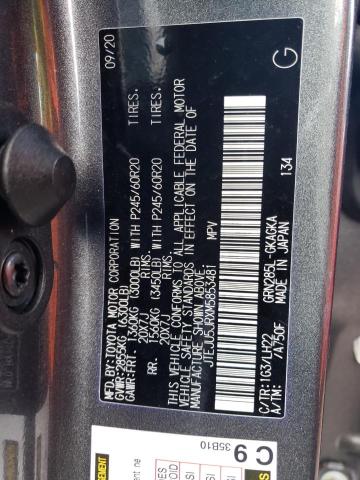 09/20
G
MFD.BY:
TOYOTA MOTOR CORPORATION
GVWR:2855KG (6300LB)
GAWR:FRT. 1360KG (3000LB) WITH P245/60R20 TIRES.
20X7J RIMS.
RR. 1565KG (3450LB) WITH P245/60R20 TIRES.
20X7J RIMS.
THIS VEHICLE CONFORMS TO ALL APPLICABLE FEDERAL MOTOR
VEHICLE SAFETY STANDARDS IN EFFECT ON THE DATE OF
MANUFACTURE SHOWN ABOVE.
JTEJU5JRXM5853481 MPV
134
C/TR:1G3/LH22 GRN285L-GKAGKA
A/TM: /A750F MADE IN JAPAN
C 9
35B10